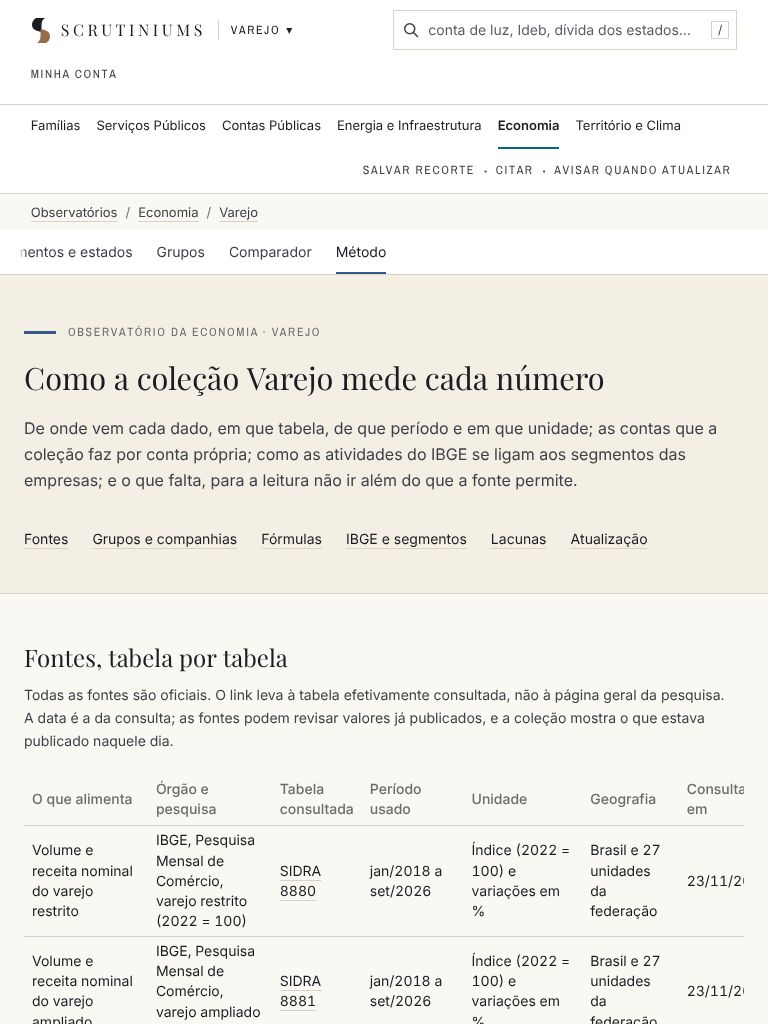 SCRUTINIUMS
VAREJO ▾
conta de luz, Ideb, dívida dos estados...
/
MINHA CONTA
Famílias
Serviços Públicos
Contas Públicas
Energia e Infraestrutura
Economia
Território e Clima
SALVAR RECORTE · CITAR · AVISAR QUANDO ATUALIZAR
Observatórios / Economia / Varejo
mentos e estados
Grupos
Comparador
Método
OBSERVATÓRIO DA ECONOMIA · VAREJO
Como a coleção Varejo mede cada número
De onde vem cada dado, em que tabela, de que período e em que unidade; as contas que a
coleção faz por conta própria; como as atividades do IBGE se ligam aos segmentos das
empresas; e o que falta, para a leitura não ir além do que a fonte permite.
Fontes
Grupos e companhias
Fórmulas
IBGE e segmentos
Lacunas
Atualização
Fontes, tabela por tabela
Todas as fontes são oficiais. O link leva à tabela efetivamente consultada, não à página geral da pesquisa.
A data é a da consulta; as fontes podem revisar valores já publicados, e a coleção mostra o que estava
publicado naquele dia.
O que alimenta
Órgão e
pesquisa
Tabela
consultada
Período
usado
Unidade
Geografia
Consulta
em
Volume e
receita nominal
do varejo
restrito
IBGE, Pesquisa
Mensal de
Comércio,
varejo restrito
(2022 = 100)
SIDRA
8880
jan/2018 a
set/2026
Índice (2022 =
100) e
variações em
%
Brasil e 27
unidades
da
federação
23/11/20
Volume e
receita nominal
do varejo
ampliado
IBGE, Pesquisa
Mensal de
Comércio,
varejo ampliado
SIDRA
8881
jan/2018 a
set/2026
Índice (2022 =
100) e
variações em
%
Brasil e 27
unidades
da
federação
23/11/20